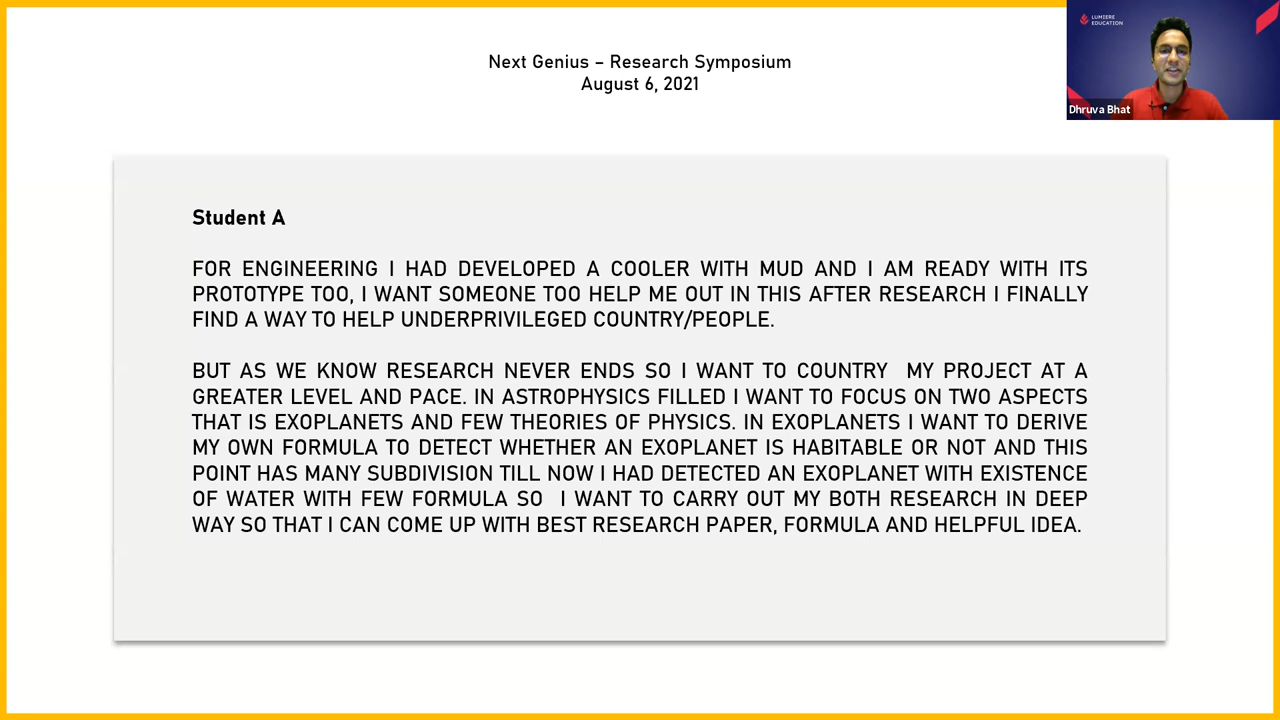 Next Genius – Research Symposium
August 6, 2021
LUMIERE
EDUCATION
Dhruva Bhat
Student A
FOR ENGINEERING I HAD DEVELOPED A COOLER WITH MUD AND I AM READY WITH ITS
PROTOTYPE TOO, I WANT SOMEONE TOO HELP ME OUT IN THIS AFTER RESEARCH I FINALLY
FIND A WAY TO HELP UNDERPRIVILEGED COUNTRY/PEOPLE.
BUT AS WE KNOW RESEARCH NEVER ENDS SO I WANT TO COUNTRY MY PROJECT AT A
GREATER LEVEL AND PACE. IN ASTROPHYSICS FILLED I WANT TO FOCUS ON TWO ASPECTS
THAT IS EXOPLANETS AND FEW THEORIES OF PHYSICS. IN EXOPLANETS I WANT TO DERIVE
MY OWN FORMULA TO DETECT WHETHER AN EXOPLANET IS HABITABLE OR NOT AND THIS
POINT HAS MANY SUBDIVISION TILL NOW I HAD DETECTED AN EXOPLANET WITH EXISTENCE
OF WATER WITH FEW FORMULA SO I WANT TO CARRY OUT MY BOTH RESEARCH IN DEEP
WAY SO THAT I CAN COME UP WITH BEST RESEARCH PAPER, FORMULA AND HELPFUL IDEA.